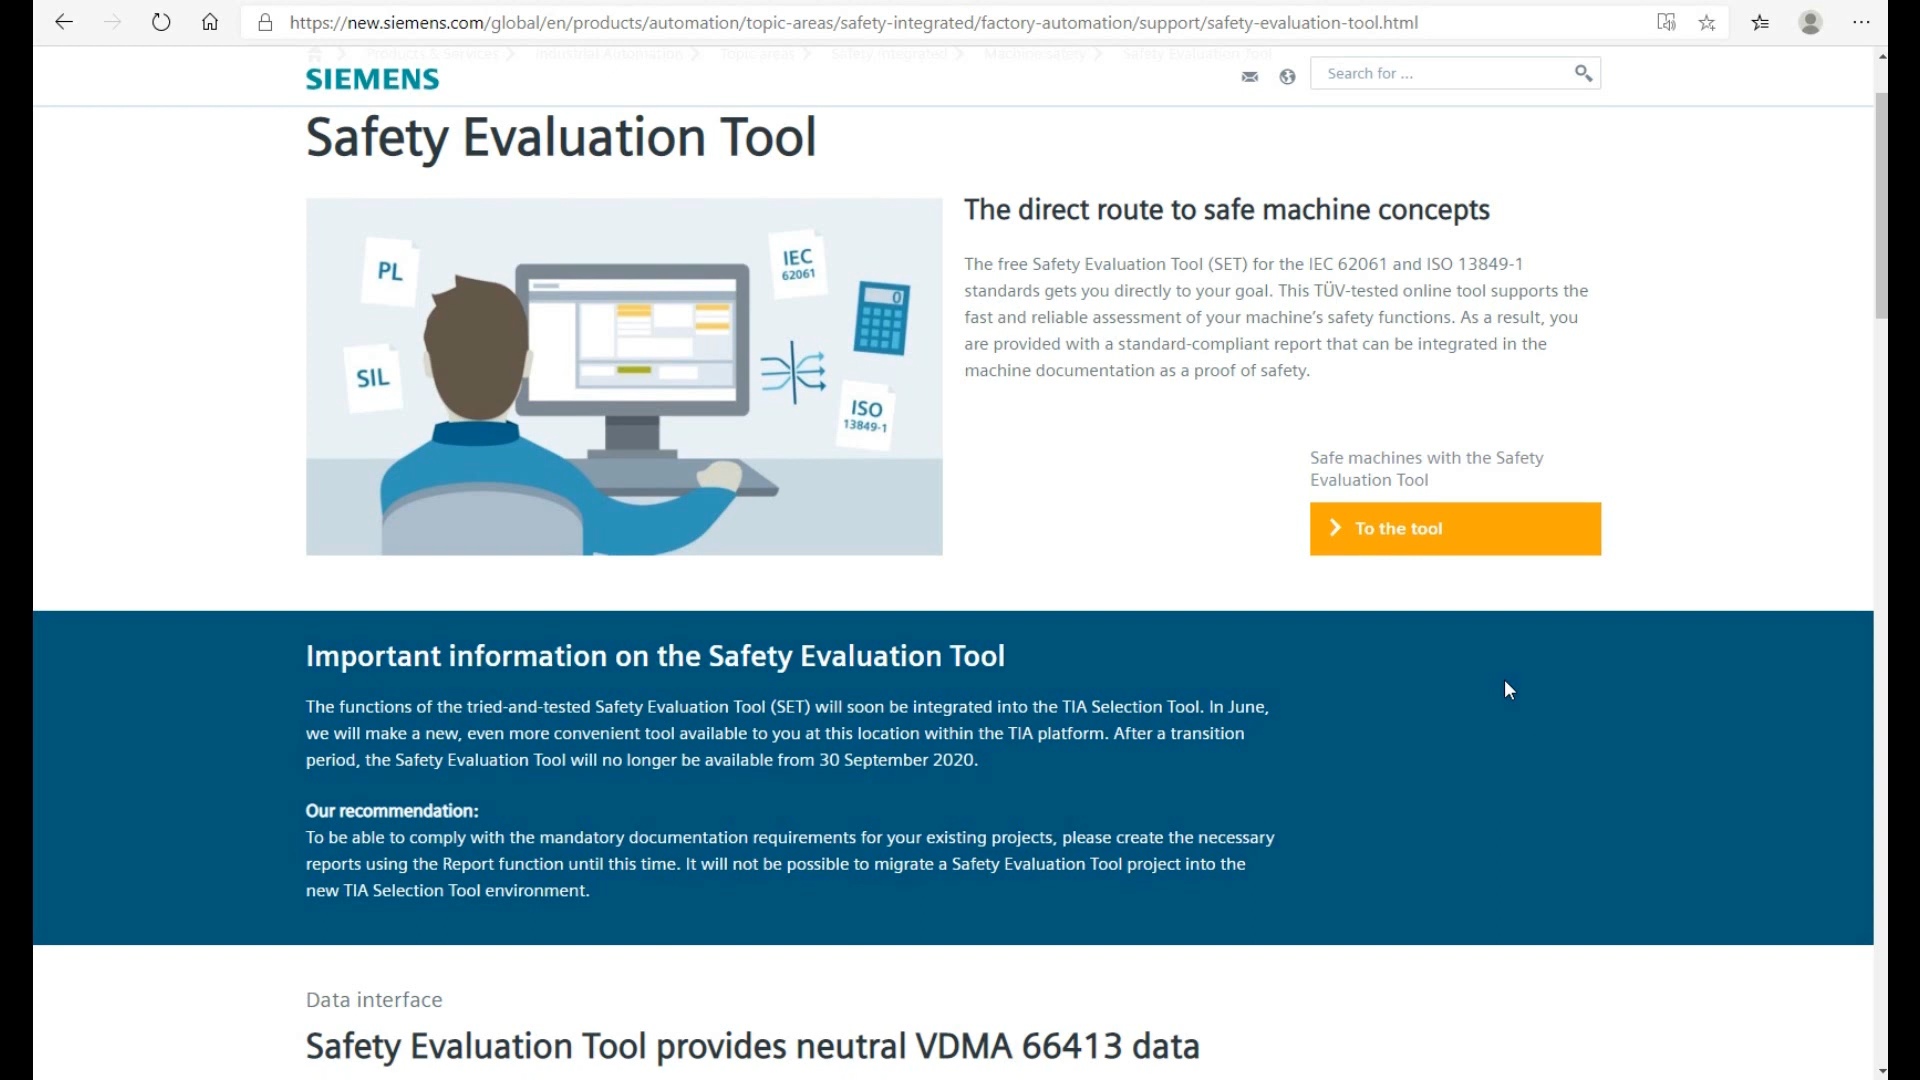 https://new.siemens.com/global/en/products/automation/topic-areas/safety-integrated/factory-automation/support/safety-evaluation-tool.html
Products & Services Industrial Automation Topic areas Safety Integrated Machine safety Safety Evaluation Tool
SIEMENS
Search for ...
Safety Evaluation Tool
PL
SIL
IEC
62061
0
ISO
13849-1
The direct route to safe machine concepts
The free Safety Evaluation Tool (SET) for the IEC 62061 and ISO 13849-1
standards gets you directly to your goal. This TÜV-tested online tool supports the
fast and reliable assessment of your machine's safety functions. As a result, you
are provided with a standard-compliant report that can be integrated in the
machine documentation as a proof of safety.
Safe machines with the Safety
Evaluation Tool
To the tool
Important information on the Safety Evaluation Tool
The functions of the tried-and-tested Safety Evaluation Tool (SET) will soon be integrated into the TIA Selection Tool. In June,
we will make a new, even more convenient tool available to you at this location within the TIA platform. After a transition
period, the Safety Evaluation Tool will no longer be available from 30 September 2020.
Our recommendation:
To be able to comply with the mandatory documentation requirements for your existing projects, please create the necessary
reports using the Report function until this time. It will not be possible to migrate a Safety Evaluation Tool project into the
new TIA Selection Tool environment.
Data interface
Safety Evaluation Tool provides neutral VDMA 66413 data